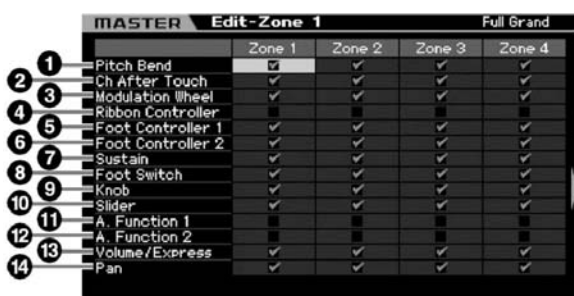 MASTER Edit-Zone 1 Full Grand
Zone 1 Zone 2 Zone 3 Zone 4
1 Pitch Bend
2 Ch After Touch
3 Modulation Wheel
4 Ribbon Controller
5 Foot Controller 1
6 Foot Controller 2
7 Sustain
8 Foot Switch
9 Knob
10 Slider
11 A. Function 1
12 A. Function 2
13 Volume/Express
14 Pan